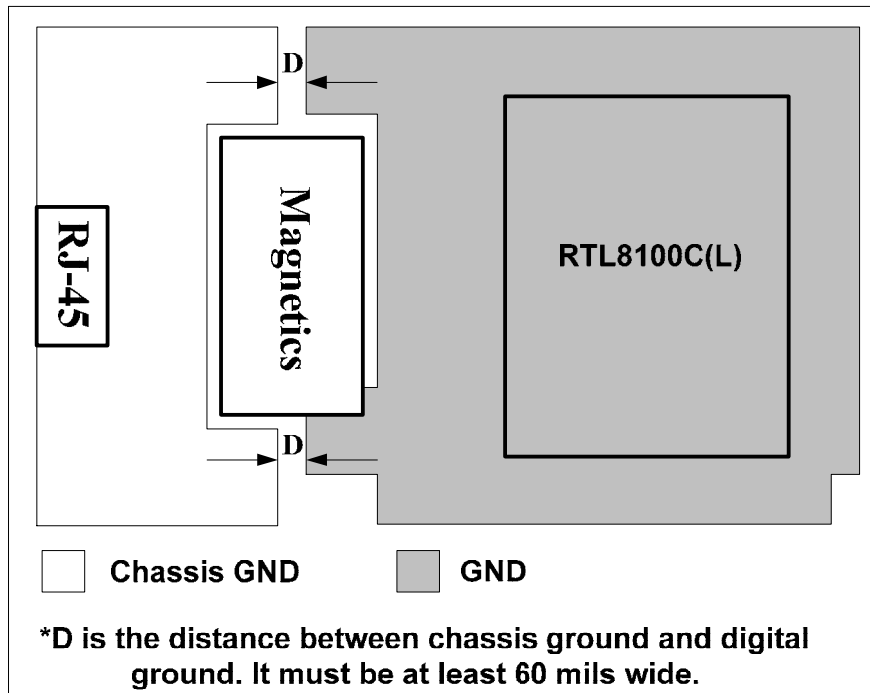 D
Magnetics
RJ-45
RTL8100C(L)
D
Chassis GND
GND
*D is the distance between chassis ground and digital
ground. It must be at least 60 mils wide.